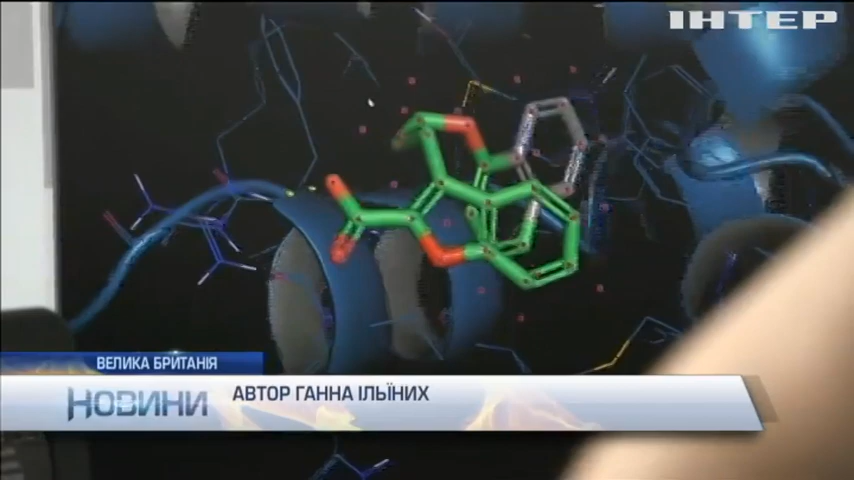 ІНТЕР
ВЕЛИКА БРИТАНІЯ
НОВИНИ
АВТОР ГАННА ІЛЬЇНИХ